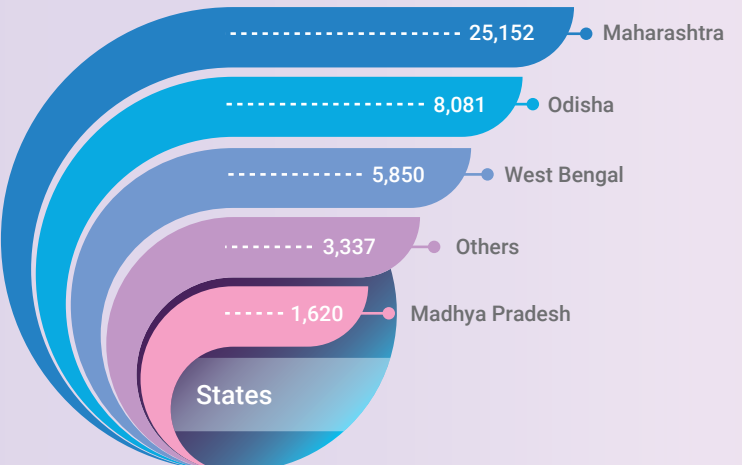 25,152 Maharashtra
8,081 Odisha
5,850 West Bengal
3,337 Others
1,620 Madhya Pradesh
States